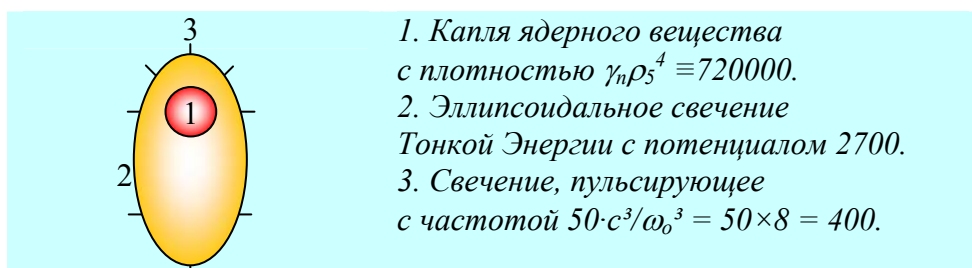 3
1
2
1. Капля ядерного вещества
с плотностью γₙρ₅⁴ ≡720000.
2. Эллипсоидальное свечение
Тонкой Энергии с потенциалом 2700.
3. Свечение, пульсирующее
с частотой 50·c³/ωₒ³ = 50×8 = 400.